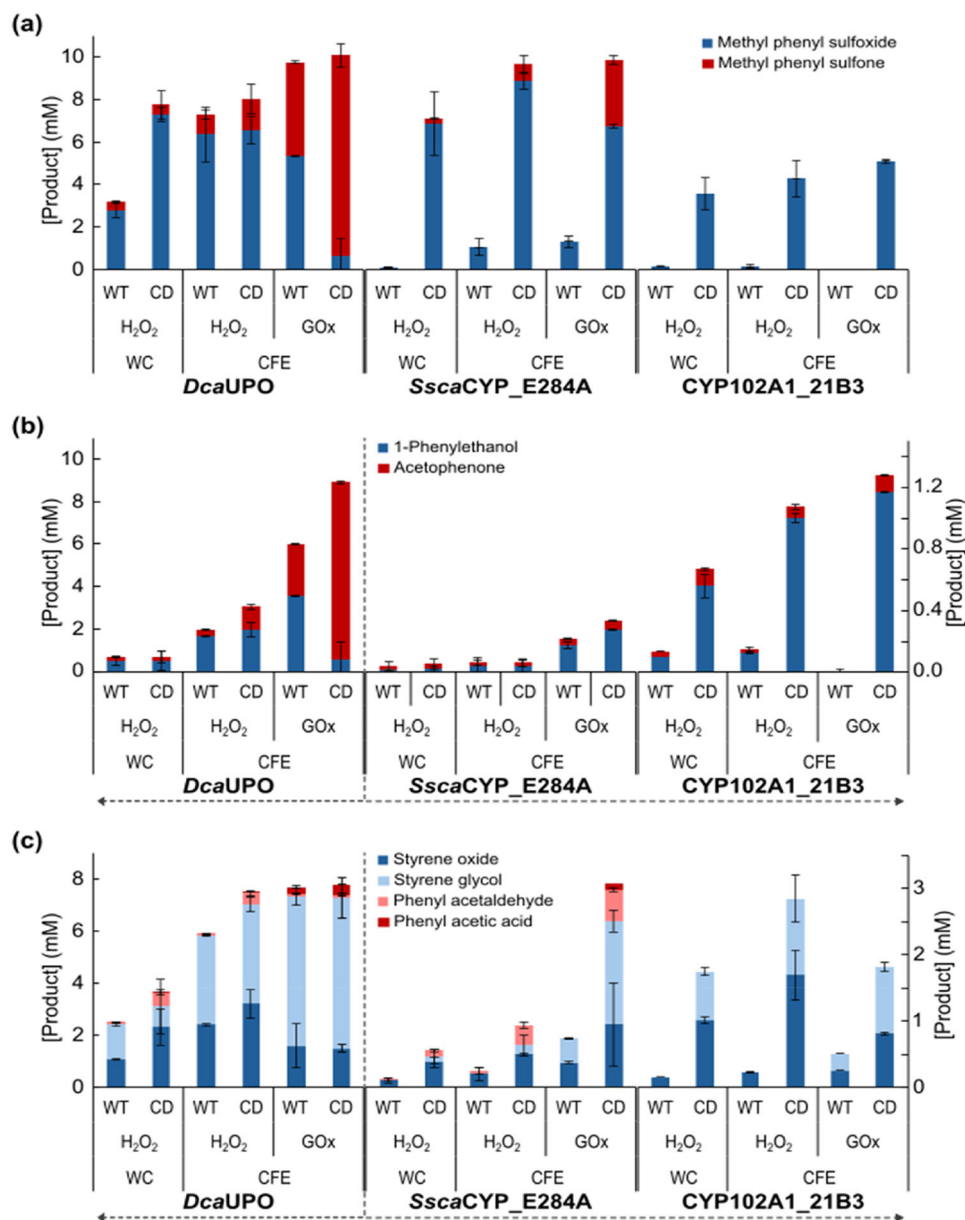 (a)
Methyl phenyl sulfoxide
Methyl phenyl sulfone
[Product] (mM)
10
8
6
4
2
0
WT CD WT CD WT CD WT CD WT CD WT CD WT CD WT CD WT CD
H₂O₂ H₂O₂ GOx H₂O₂ H₂O₂ GOx H₂O₂ H₂O₂ GOx
WC CFE WC CFE WC CFE
DcaUPO SscaCYP_E284A CYP102A1_21B3
(b)
1-Phenylethanol
Acetophenone
[Product] (mM)
10
8
6
4
2
0
1.2
0.8
0.4
0.0
[Product] (mM)
WT CD WT CD WT CD WT CD WT CD WT CD WT CD WT CD WT CD
H₂O₂ H₂O₂ GOx H₂O₂ H₂O₂ GOx H₂O₂ H₂O₂ GOx
WC CFE WC CFE WC CFE
DcaUPO SscaCYP_E284A CYP102A1_21B3
(c)
Styrene oxide
Styrene glycol
Phenyl acetaldehyde
Phenyl acetic acid
[Product] (mM)
8
6
4
2
0
3
2
1
0
[Product] (mM)
WT CD WT CD WT CD WT CD WT CD WT CD WT CD WT CD WT CD
H₂O₂ H₂O₂ GOx H₂O₂ H₂O₂ GOx H₂O₂ H₂O₂ GOx
WC CFE WC CFE WC CFE
DcaUPO SscaCYP_E284A CYP102A1_21B3